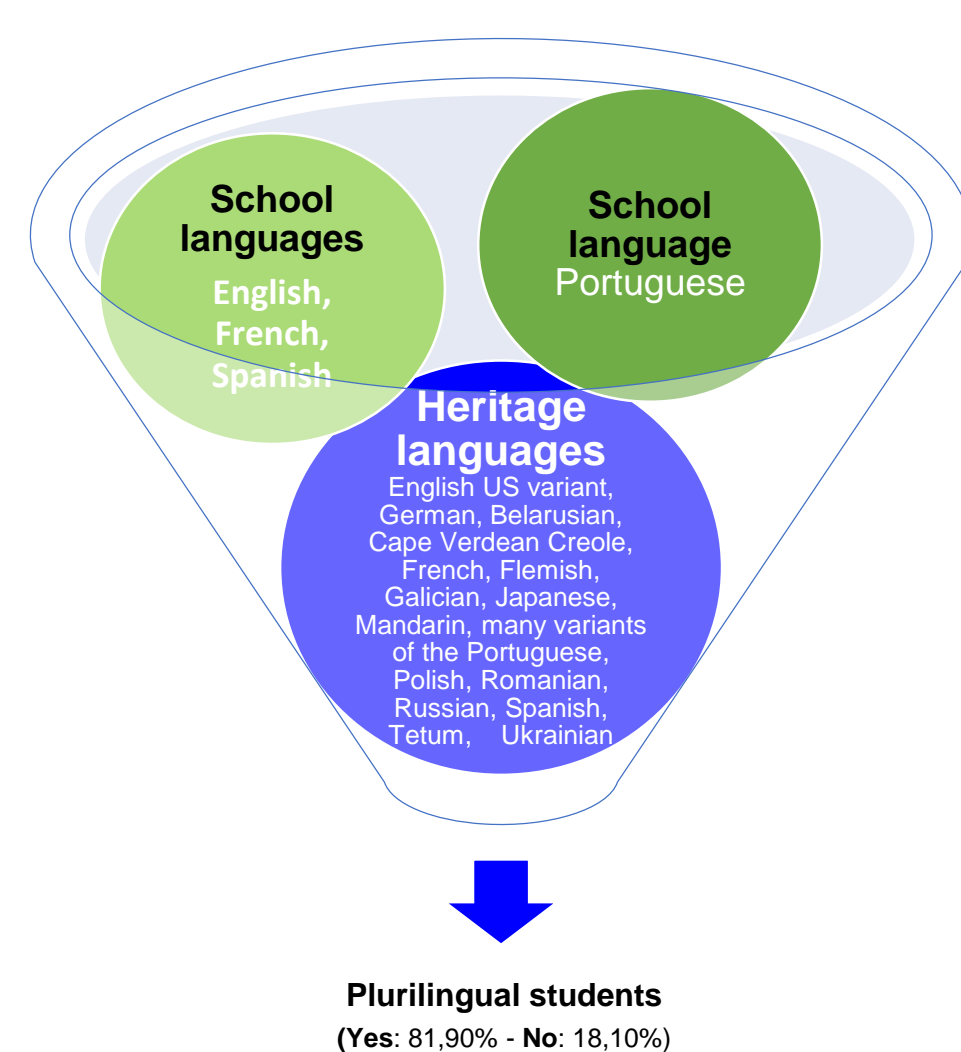 School
languages
English,
French,
Spanish
School
language
Portuguese
Heritage
languages
English US variant,
German, Belarusian,
Cape Verdean Creole,
French, Flemish,
Galician, Japanese,
Mandarin, many variants
of the Portuguese,
Polish, Romanian,
Russian, Spanish,
Tetum, Ukrainian
Plurilingual students
(Yes: 81,90% - No: 18,10%)